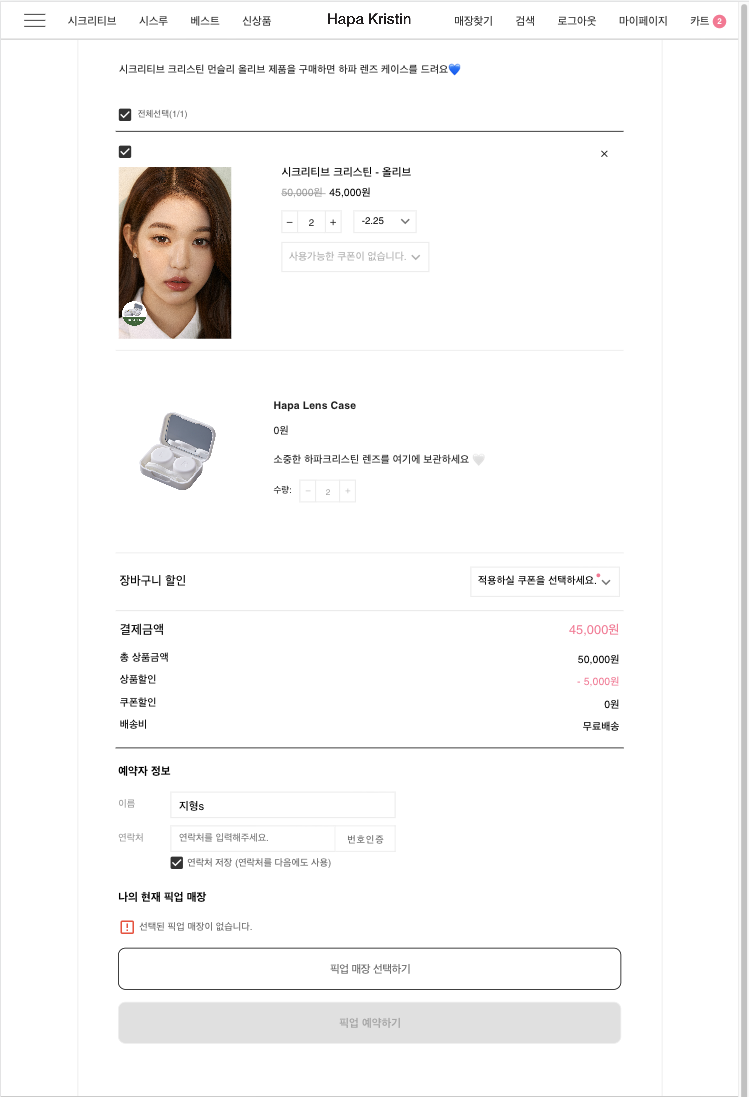 시크리티브 시스루 베스트 신상품 Hapa Kristin 매장찾기 검색 로그아웃 마이페이지 카트 2
시크리티브 크리스틴 먼슬리 올리브 제품을 구매하면 하파 렌즈 케이스를 드려요💙
전체선택(1/1)
시크리티브 크리스틴 - 올리브
50,000원 45,000원
− 2 + -2.25
사용가능한 쿠폰이 없습니다.
Hapa Lens Case
0원
소중한 하파크리스틴 렌즈를 여기에 보관하세요 🤍
수량: − 2 +
장바구니 할인 적용하실 쿠폰을 선택하세요.
결제금액 45,000원
총 상품금액 50,000원
상품할인 - 5,000원
쿠폰할인 0원
배송비 무료배송
예약자 정보
이름 지형s
연락처 연락처를 입력해주세요. 번호인증
연락처 저장 (연락처를 다음에도 사용)
나의 현재 픽업 매장
선택된 픽업 매장이 없습니다.
픽업 매장 선택하기
픽업 예약하기